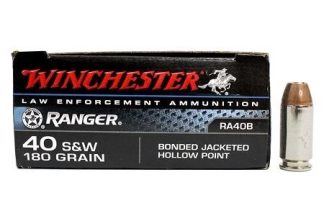 WINCHESTER
LAW ENFORCEMENT AMMUNITION
RANGER RA40B
40 S&W
180 GRAIN
BONDED JACKETED
HOLLOW POINT